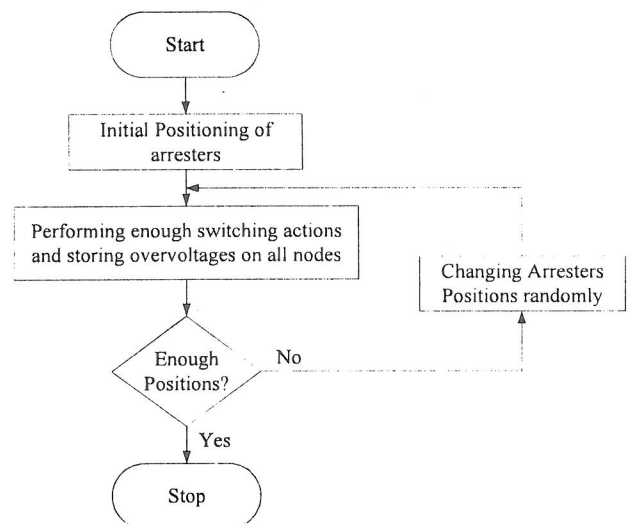 Start
Initial Positioning of
arresters
Performing enough switching actions
and storing overvoltages on all nodes
Changing Arresters
Positions randomly
Enough
Positions?
No
Yes
Stop